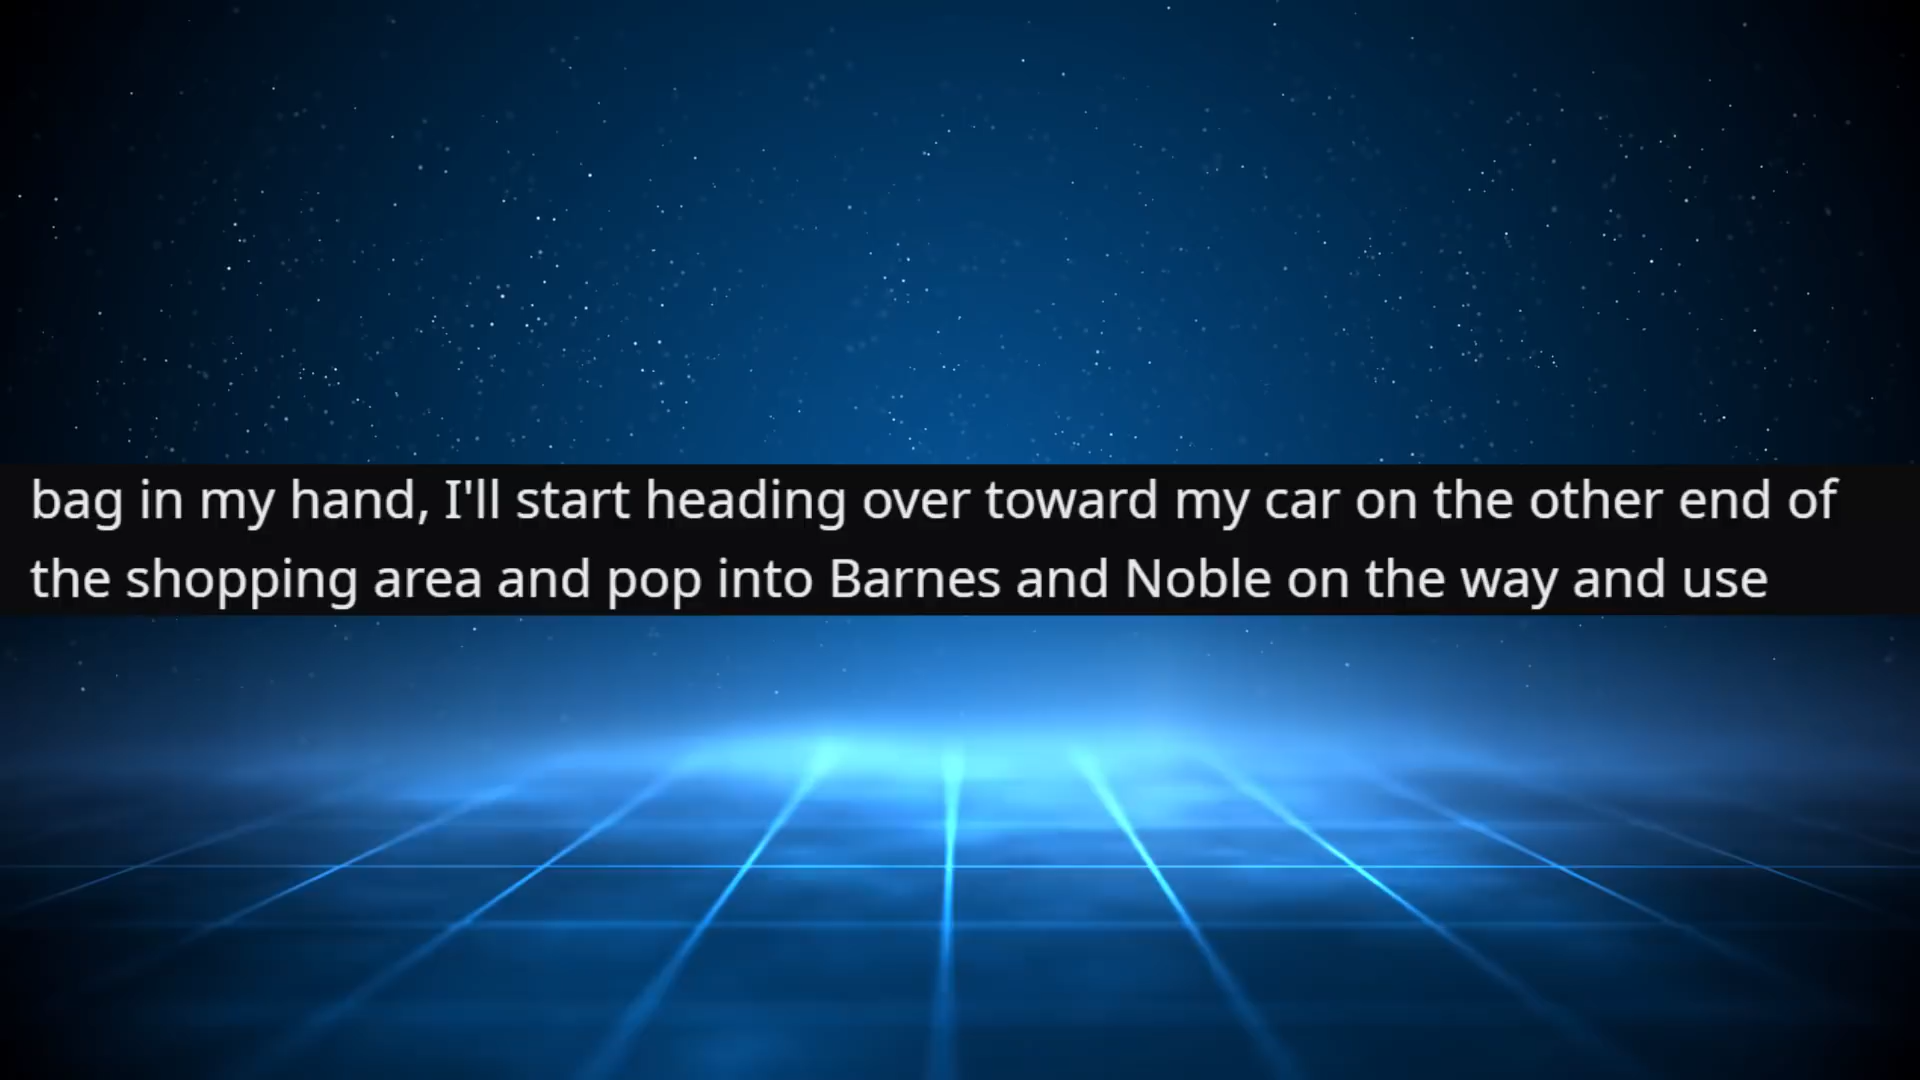 bag in my hand, I'll start heading over toward my car on the other end of
the shopping area and pop into Barnes and Noble on the way and use